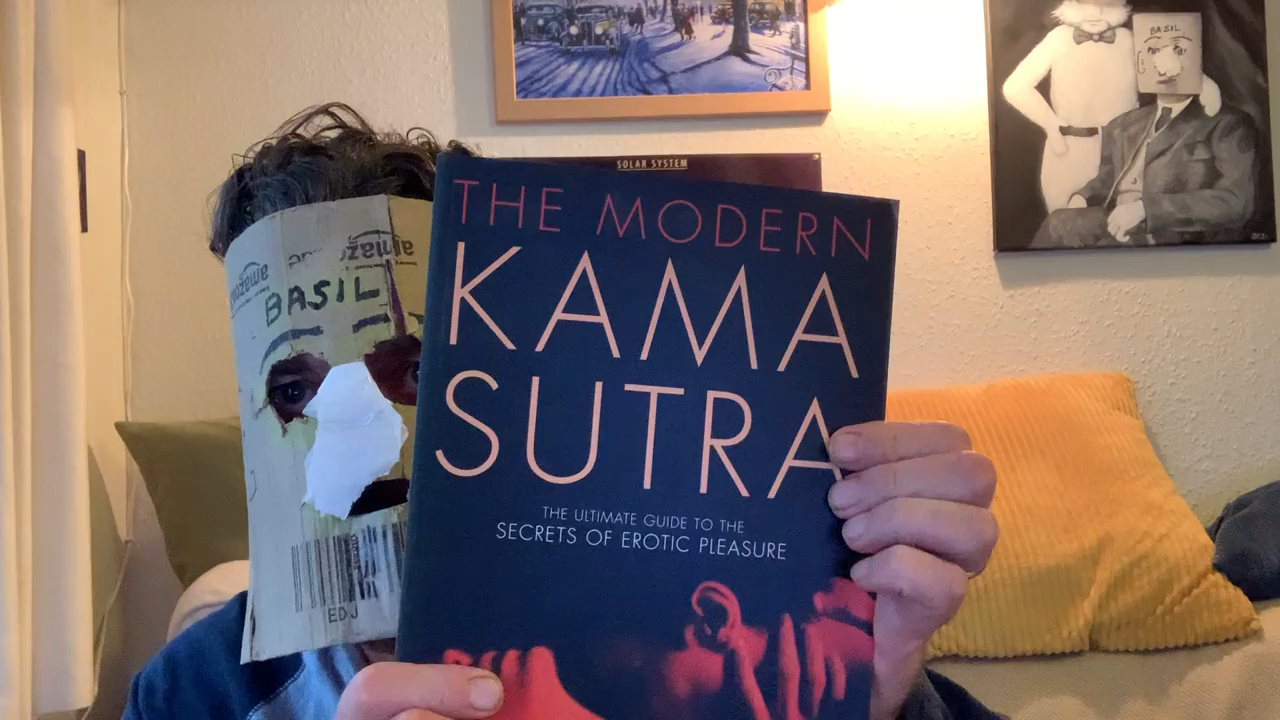 SOLAR SYSTEM
BASIL
THE MODERN
KAMA
SUTRA
THE ULTIMATE GUIDE TO THE
SECRETS OF EROTIC PLEASURE
BASIL
EDJ